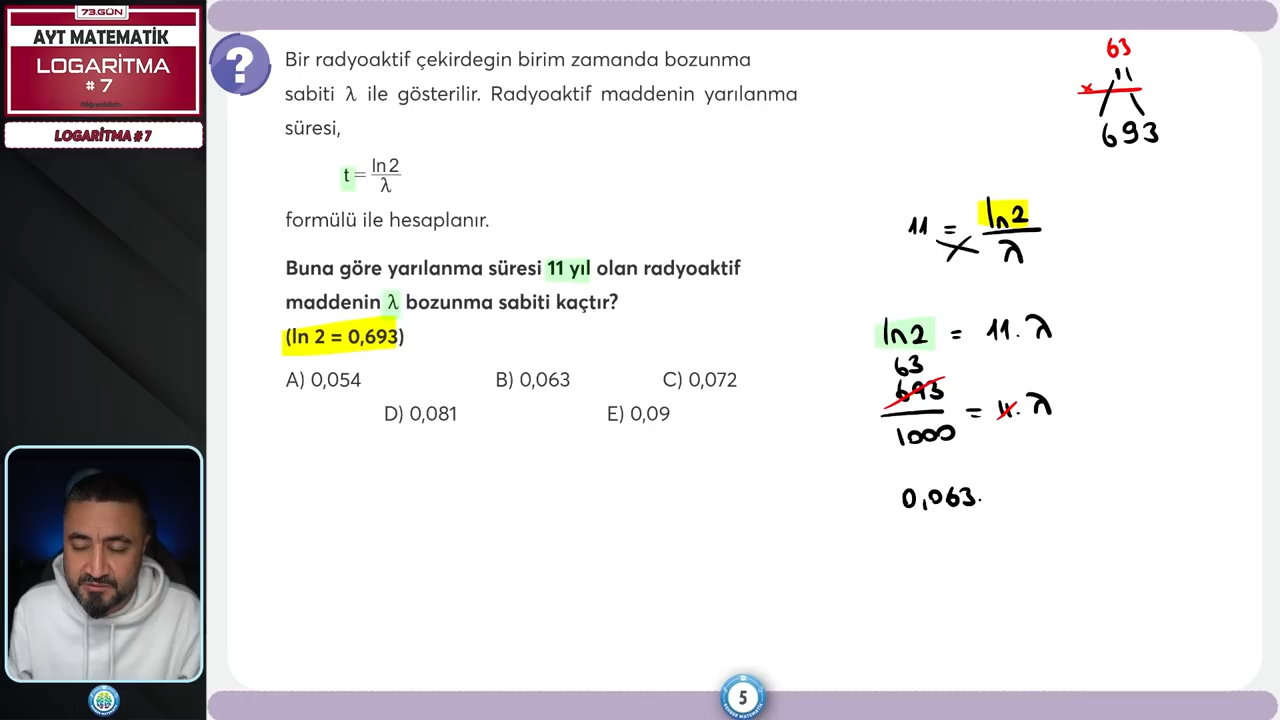 73.GÜN
AYT MATEMATİK
LOGARİTMA
# 7
LOGARİTMA # 7
?
Bir radyoaktif çekirdegin birim zamanda bozunma
sabiti λ ile gösterilir. Radyoaktif maddenin yarılanma
süresi,
t = ln 2 / λ
formülü ile hesaplanır.
Buna göre yarılanma süresi 11 yıl olan radyoaktif
maddenin λ bozunma sabiti kaçtır?
(ln 2 = 0,693)
A) 0,054 B) 0,063 C) 0,072
D) 0,081 E) 0,09
63
11
x
693
11 = ln2 / λ
ln2 = 11 . λ
63
693 / 1000 = 11 . λ
0,063.
5